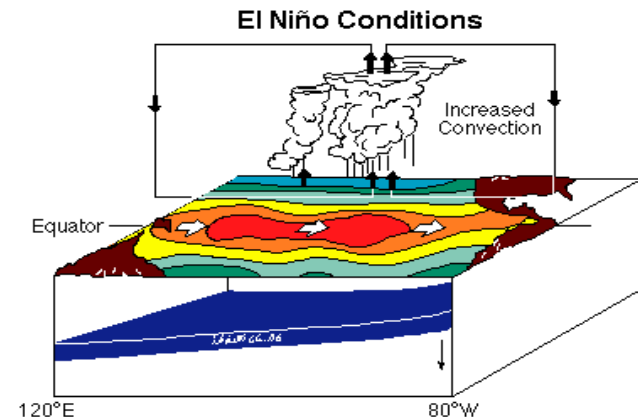 El Niño Conditions
Increased
Convection
Equator
120°E
80°W